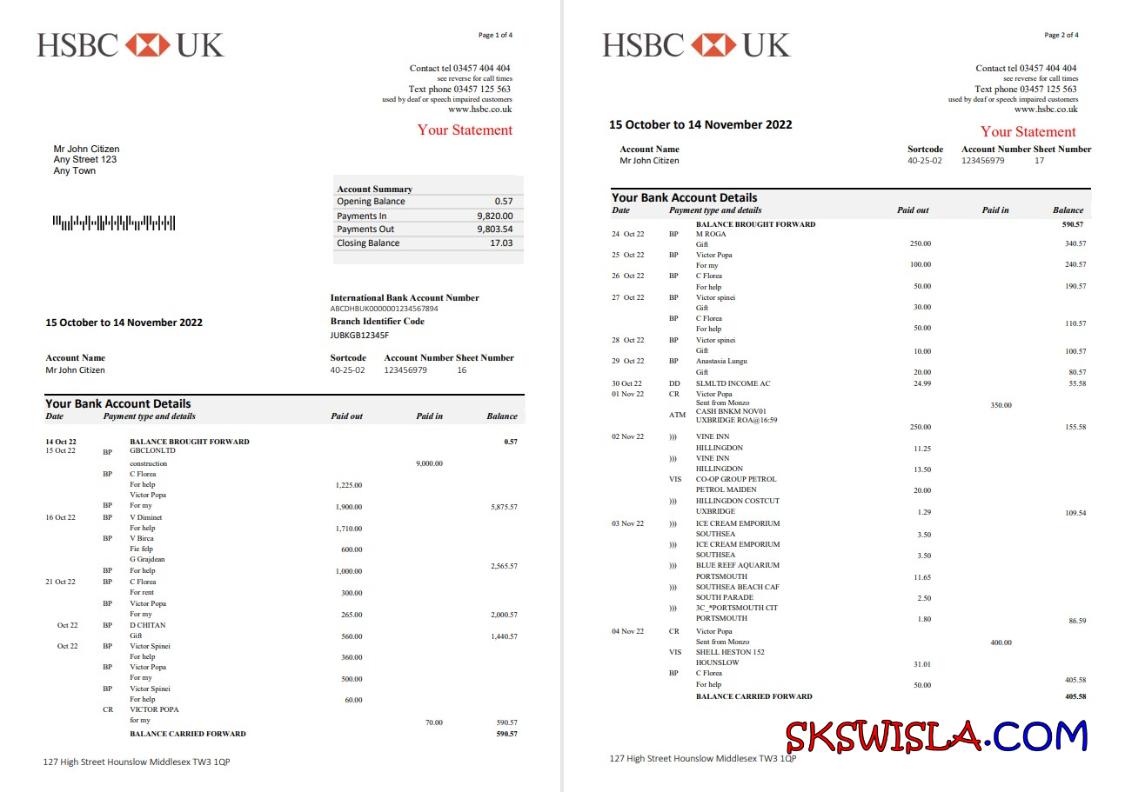 HSBC UK
Page 1 of 4
Contact tel 03457 404 404
see reverse for call times
Text phone 03457 125 563
used by deaf or speech impaired customers
www.hsbc.co.uk
Your Statement
Mr John Citizen
Any Street 123
Any Town
Account Summary
Opening Balance 0.57
Payments In 9,820.00
Payments Out 9,803.54
Closing Balance 17.03
International Bank Account Number
ABCDHBUK0000001234567894
15 October to 14 November 2022
Branch Identifier Code
JUBKGB12345F
Account Name Sortcode Account Number Sheet Number
Mr John Citizen 40-25-02 123456979 16
Your Bank Account Details
Date Payment type and details Paid out Paid in Balance
14 Oct 22 BALANCE BROUGHT FORWARD 0.57
15 Oct 22 BP GBCLONLTD
construction 9,000.00
BP C Florea
For help 1,225.00
Victor Popa
BP For my 1,900.00 5,875.57
16 Oct 22 BP V Diminet
For help 1,710.00
BP V Birca
Fie felp 600.00
G Grajdean
BP For help 1,000.00 2,565.57
21 Oct 22 BP C Florea
For rent 300.00
BP Victor Popa
For my 265.00 2,000.57
Oct 22 BP D CHITAN
Gift 560.00 1,440.57
Oct 22 BP Victor Spinei
For help 360.00
BP Victor Popa
For my 500.00
BP Victor Spinei
For help 60.00
CR VICTOR POPA
for my 70.00 590.57
BALANCE CARRIED FORWARD 590.57
127 High Street Hounslow Middlesex TW3 1QP
HSBC UK
Page 2 of 4
Contact tel 03457 404 404
see reverse for call times
Text phone 03457 125 563
used by deaf or speech impaired customers
www.hsbc.co.uk
15 October to 14 November 2022
Your Statement
Account Name Sortcode Account Number Sheet Number
Mr John Citizen 40-25-02 123456979 17
Your Bank Account Details
Date Payment type and details Paid out Paid in Balance
BALANCE BROUGHT FORWARD 590.57
24 Oct 22 BP M ROGA
Gift 250.00 340.57
25 Oct 22 BP Victor Popa
For my 100.00 240.57
26 Oct 22 BP C Florea
For help 50.00 190.57
27 Oct 22 BP Victor spinei
Gift 30.00
BP C Florea
For help 50.00 110.57
28 Oct 22 BP Victor spinei
Gift 10.00 100.57
29 Oct 22 BP Anastasia Lungu
Gift 20.00 80.57
30 Oct 22 DD SLMLTD INCOME AC 24.99 55.58
01 Nov 22 CR Victor Popa
Sent from Monzo 350.00
ATM CASH BNKM NOV01
UXBRIDGE ROA@16:59
250.00 155.58
02 Nov 22 ))) VINE INN
HILLINGDON 11.25
))) VINE INN
HILLINGDON 13.50
VIS CO-OP GROUP PETROL
PETROL MAIDEN 20.00
))) HILLINGDON COSTCUT
UXBRIDGE 1.29 109.54
03 Nov 22 ))) ICE CREAM EMPORIUM
SOUTHSEA 3.50
))) ICE CREAM EMPORIUM
SOUTHSEA 3.50
))) BLUE REEF AQUARIUM
PORTSMOUTH 11.65
))) SOUTHSEA BEACH CAF
SOUTH PARADE 2.50
))) 3C_*PORTSMOUTH CIT
PORTSMOUTH 1.80 86.59
04 Nov 22 CR Victor Popa
Sent from Monzo 400.00
VIS SHELL HESTON 152
HOUNSLOW 31.01
BP C Florea 405.58
For help 50.00
BALANCE CARRIED FORWARD 405.58
SKSWISLA.COM
127 High Street Hounslow Middlesex TW3 1QP